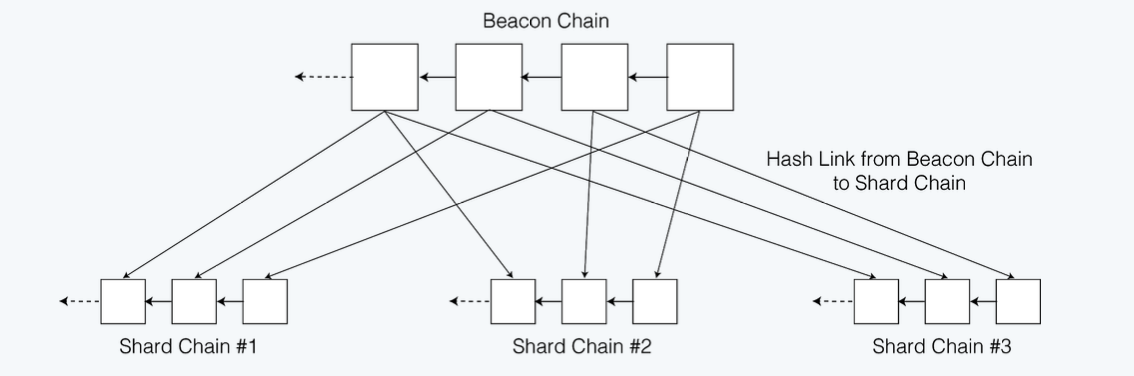 Beacon Chain
Hash Link from Beacon Chain
to Shard Chain
Shard Chain #1
Shard Chain #2
Shard Chain #3